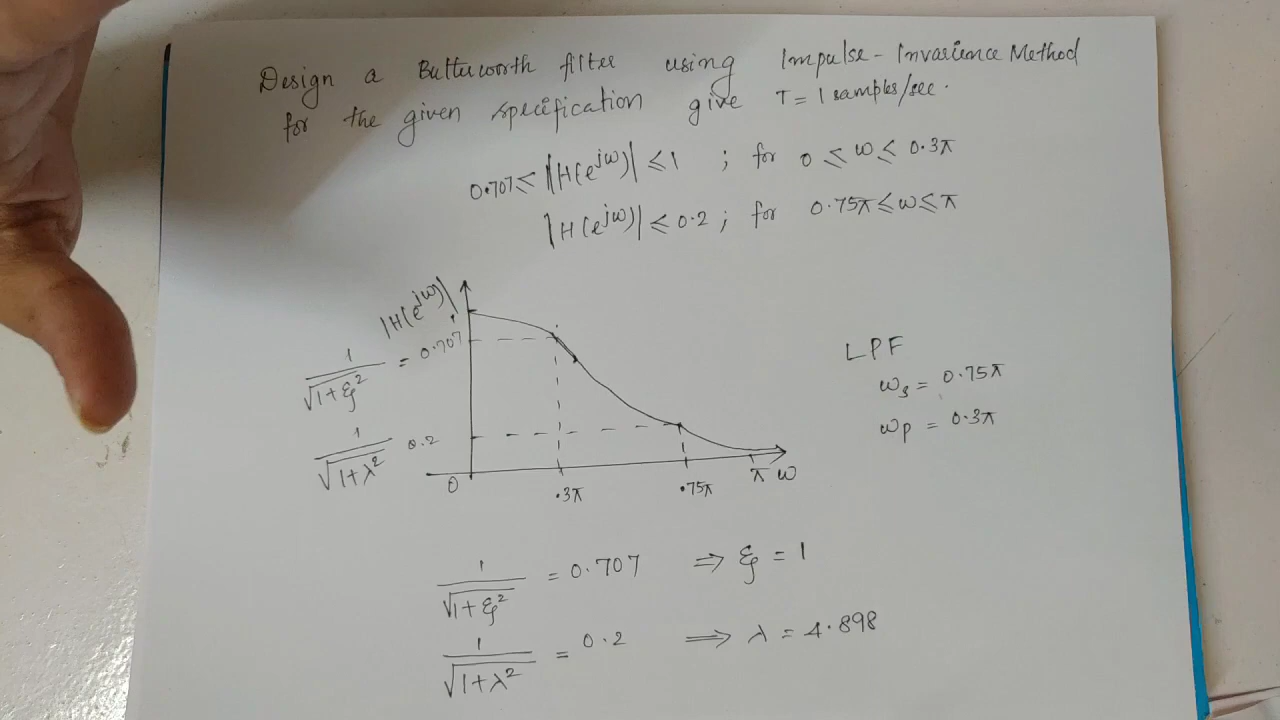 Design a Butterworth filter using Impulse - Invarience Method
for the given specification give T = 1 samples/sec.
0.707 ≤ |H(e^jω)| ≤ 1 ; for 0 ≤ ω ≤ 0.3π
|H(e^jω)| ≤ 0.2 ; for 0.75π ≤ ω ≤ π
|H(e^jω)|
1/√(1+ξ²) = 0.707
1/√(1+λ²) 0.2
0 .3π .75π π ω
LPF
ωs = 0.75π
ωp = 0.3π
1/√(1+ξ²) = 0.707 ⇒ ξ = 1
1/√(1+λ²) = 0.2 ⇒ λ = 4.898